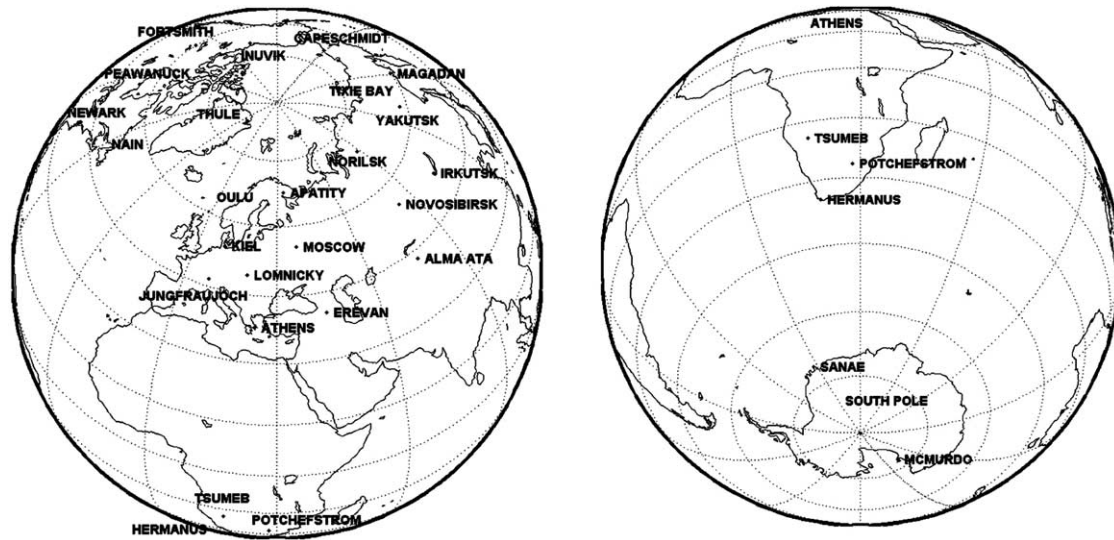 FORTSMITH
CAPESCHMIDT
INUVIK
PEAWANUCK
MAGADAN
TIXIE BAY
NEWARK
THULE
YAKUTSK
NAIN
NORILSK
IRKUTSK
OULU
APATITY
NOVOSIBIRSK
KIEL
MOSCOW
ALMA ATA
LOMNICKY
JUNGFRAUJOCH
EREVAN
ATHENS
TSUMEB
HERMANUS
POTCHEFSTROM
ATHENS
TSUMEB
POTCHEFSTROM
HERMANUS
SANAE
SOUTH POLE
MCMURDO